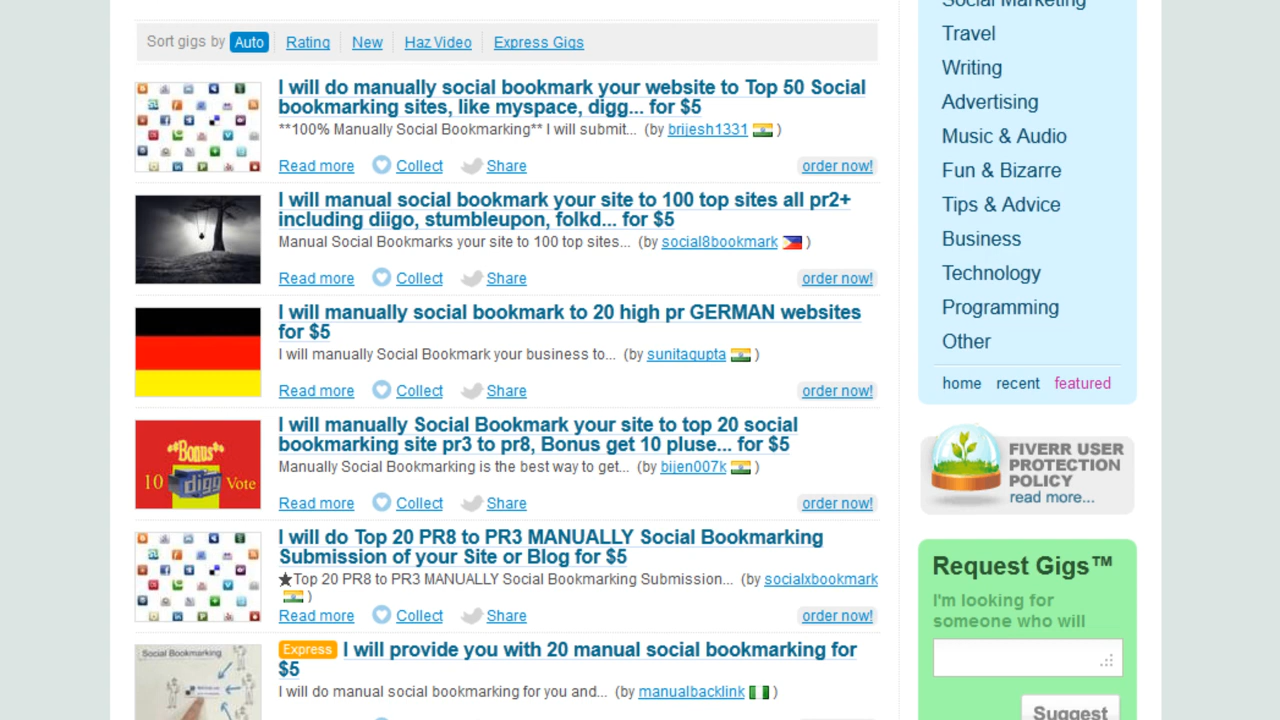 Social Marketing
Sort gigs by Auto Rating New Haz Video Express Gigs
I will do manually social bookmark your website to Top 50 Social
bookmarking sites, like myspace, digg... for $5
**100% Manually Social Bookmarking** I will submit... (by brijesh1331 )
Read more Collect Share order now!
I will manual social bookmark your site to 100 top sites all pr2+
including diigo, stumbleupon, folkd... for $5
Manual Social Bookmarks your site to 100 top sites... (by social8bookmark )
Read more Collect Share order now!
I will manually social bookmark to 20 high pr GERMAN websites
for $5
I will manually Social Bookmark your business to... (by sunitagupta )
Read more Collect Share order now!
*Bonus*
10 digg Vote
I will manually Social Bookmark your site to top 20 social
bookmarking site pr3 to pr8, Bonus get 10 pluse... for $5
Manually Social Bookmarking is the best way to get... (by bijen007k )
Read more Collect Share order now!
I will do Top 20 PR8 to PR3 MANUALLY Social Bookmarking
Submission of your Site or Blog for $5
★Top 20 PR8 to PR3 MANUALLY Social Bookmarking Submission... (by socialxbookmark
)
Read more Collect Share order now!
Social Bookmarking
Express I will provide you with 20 manual social bookmarking for
$5
I will do manual social bookmarking for you and... (by manualbacklink )
Travel
Writing
Advertising
Music & Audio
Fun & Bizarre
Tips & Advice
Business
Technology
Programming
Other
home recent featured
FIVERR USER
PROTECTION
POLICY
read more...
Request Gigs™
I'm looking for
someone who will
Suggest